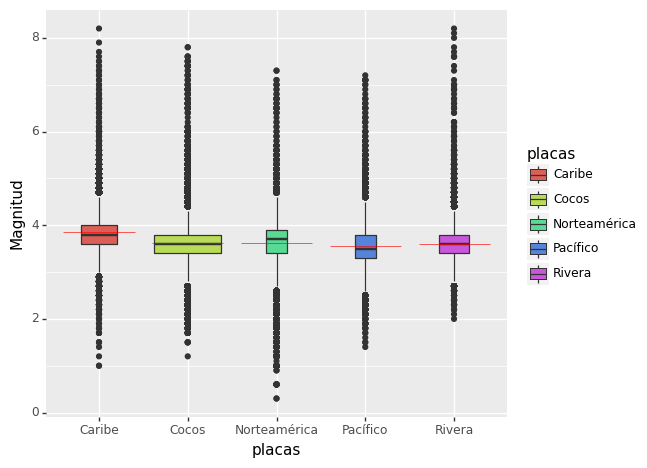 8
6
4
2
0
Magnitud
Caribe
Cocos
Norteamérica
Pacífico
Rivera
placas
placas
Caribe
Cocos
Norteamérica
Pacífico
Rivera